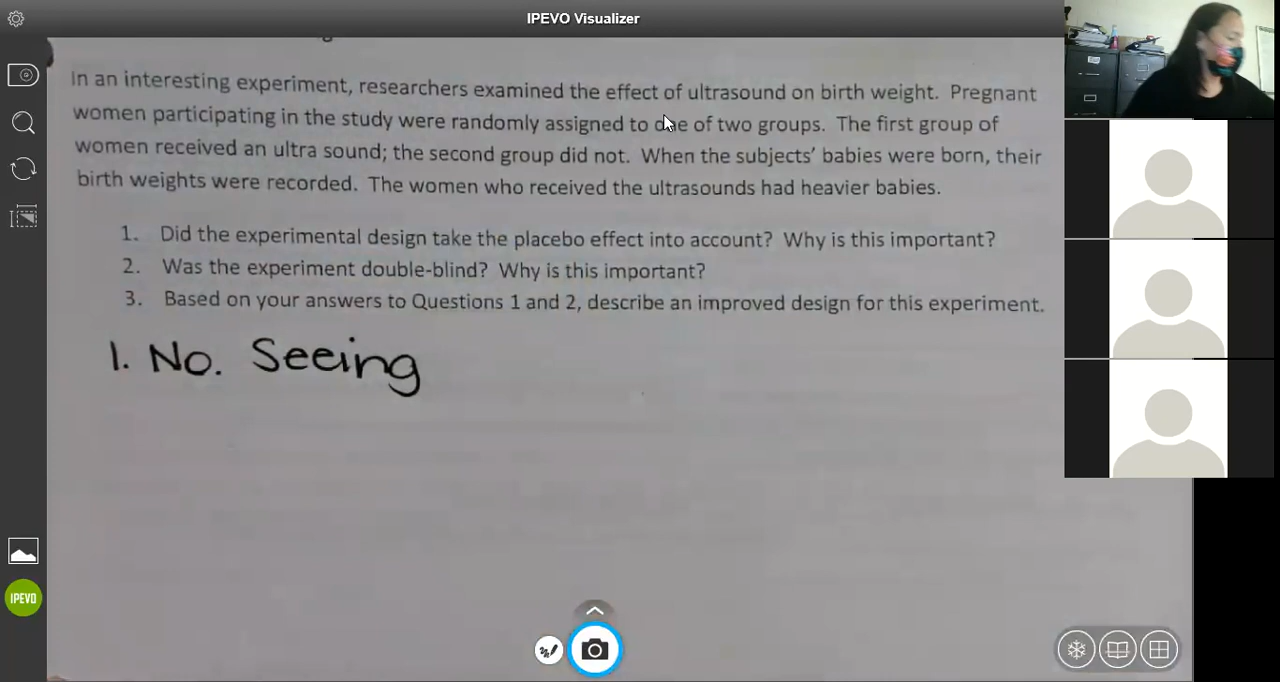 IPEVO Visualizer
In an interesting experiment, researchers examined the effect of ultrasound on birth weight. Pregnant
women participating in the study were randomly assigned to one of two groups. The first group of
women received an ultra sound; the second group did not. When the subjects' babies were born, their
birth weights were recorded. The women who received the ultrasounds had heavier babies.
1. Did the experimental design take the placebo effect into account? Why is this important?
2. Was the experiment double-blind? Why is this important?
3. Based on your answers to Questions 1 and 2, describe an improved design for this experiment.
1. No. Seeing
IPEVO